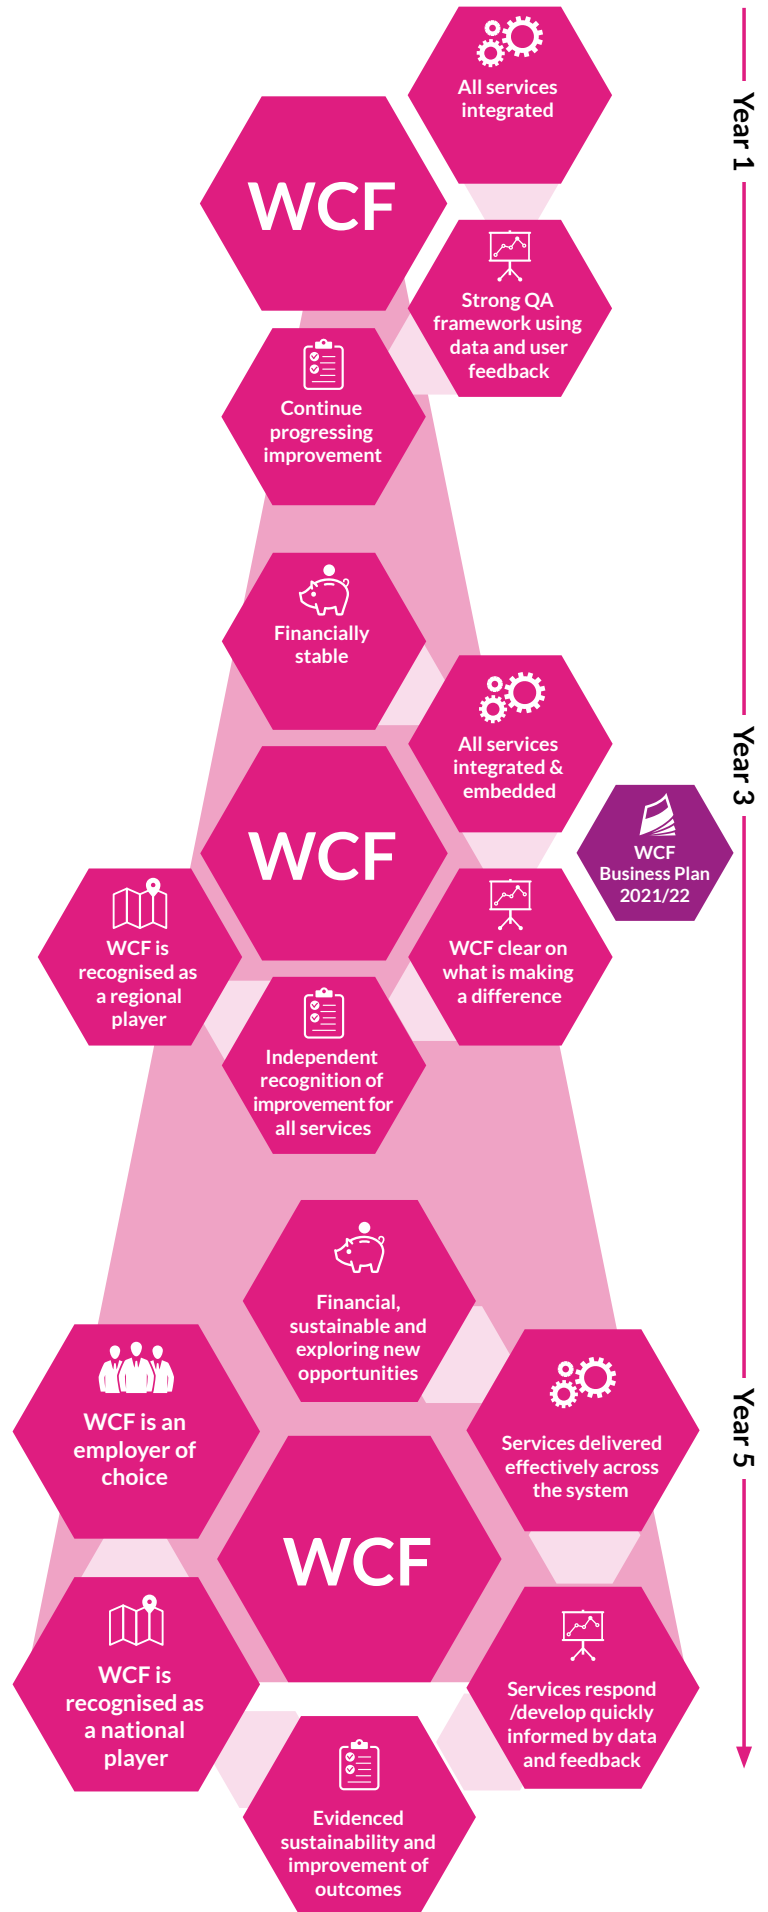 All services
integrated
Year 1
WCF
Strong QA
framework using
data and user
feedback
Continue
progressing
improvement
Financially
stable
Year 3
All services
integrated &
embedded
WCF
WCF
Business Plan
2021/22
WCF is
recognised as
a regional
player
WCF clear on
what is making
a difference
Independent
recognition of
improvement for
all services
Financial,
sustainable and
exploring new
opportunities
Year 5
WCF is an
employer of
choice
Services delivered
effectively across
the system
WCF
WCF is
recognised as
a national
player
Services respond
/develop quickly
informed by data
and feedback
Evidenced
sustainability and
improvement of
outcomes